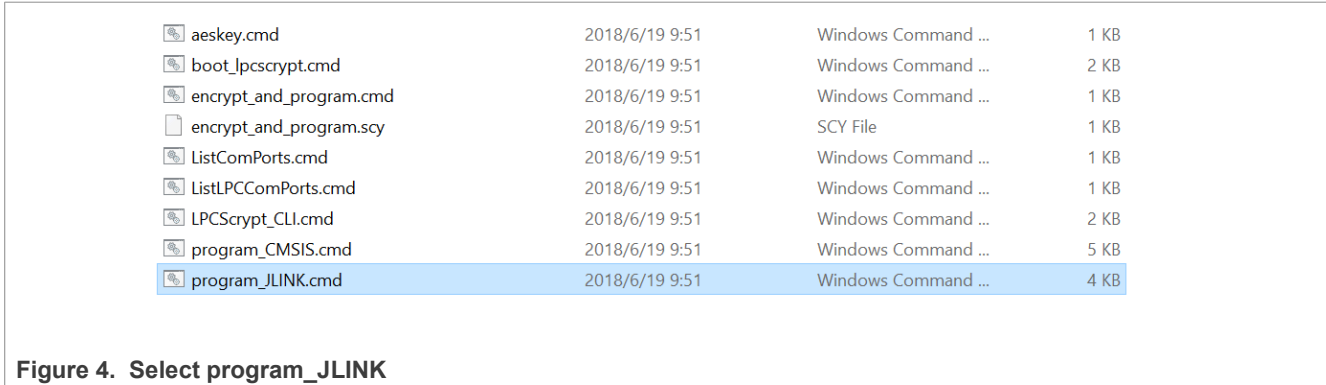 aeskey.cmd 2018/6/19 9:51 Windows Command ... 1 KB
boot_lpcscrypt.cmd 2018/6/19 9:51 Windows Command ... 2 KB
encrypt_and_program.cmd 2018/6/19 9:51 Windows Command ... 1 KB
encrypt_and_program.scy 2018/6/19 9:51 SCY File 1 KB
ListComPorts.cmd 2018/6/19 9:51 Windows Command ... 1 KB
ListLPCComPorts.cmd 2018/6/19 9:51 Windows Command ... 1 KB
LPCScrypt_CLI.cmd 2018/6/19 9:51 Windows Command ... 2 KB
program_CMSIS.cmd 2018/6/19 9:51 Windows Command ... 5 KB
program_JLINK.cmd 2018/6/19 9:51 Windows Command ... 4 KB
Figure 4. Select program_JLINK